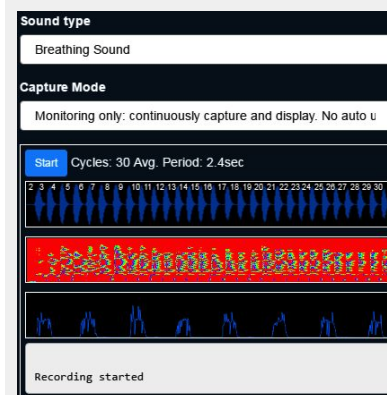 Sound type
Breathing Sound
Capture Mode
Monitoring only: continuously capture and display. No auto u
Start Cycles: 30 Avg. Period: 2.4sec
2 3 4 5 6 7 8 9 10 11 12 13 14 15 16 17 18 19 20 21 22 23 24 25 26 27 28 29 30
Recording started